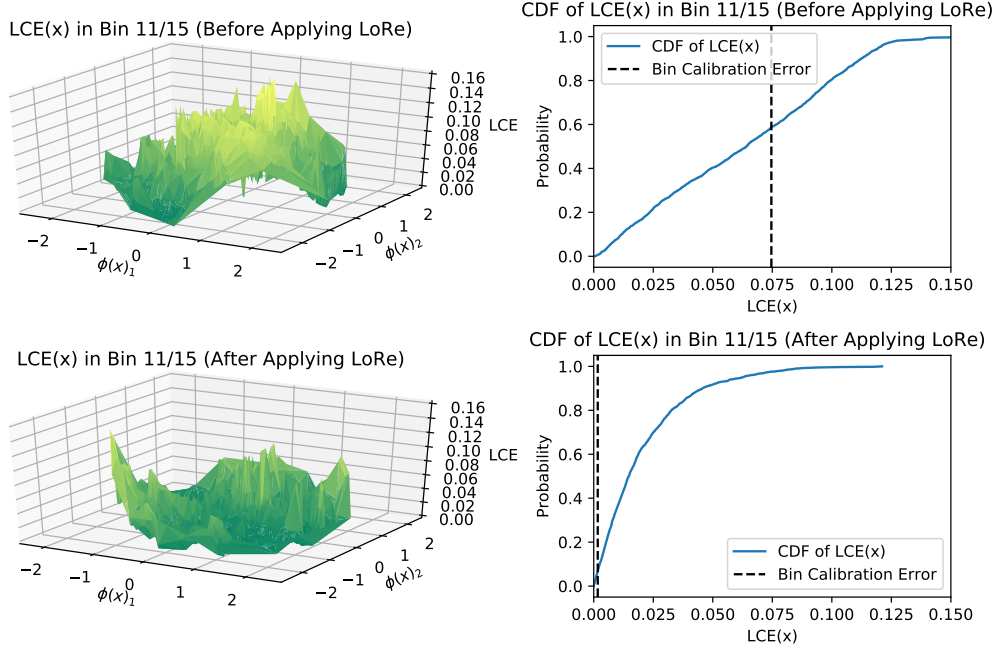 LCE(x) in Bin 11/15 (Before Applying LoRe)
0.16
0.14
0.12
0.10
0.08
0.06
0.04
0.02
0.00
LCE
−2
−1
0
1
2
ϕ(x)₁
−2
−1
0
1
2
ϕ(x)₂
CDF of LCE(x) in Bin 11/15 (Before Applying LoRe)
CDF of LCE(x)
Bin Calibration Error
1.0
0.8
0.6
0.4
0.2
0.0
Probability
0.000 0.025 0.050 0.075 0.100 0.125 0.150
LCE(x)
LCE(x) in Bin 11/15 (After Applying LoRe)
0.16
0.14
0.12
0.10
0.08
0.06
0.04
0.02
0.00
LCE
−2
−1
0
1
2
ϕ(x)₁
−2
−1
0
1
2
ϕ(x)₂
CDF of LCE(x) in Bin 11/15 (After Applying LoRe)
1.0
0.8
0.6
0.4
0.2
0.0
Probability
CDF of LCE(x)
Bin Calibration Error
0.000 0.025 0.050 0.075 0.100 0.125 0.150
LCE(x)